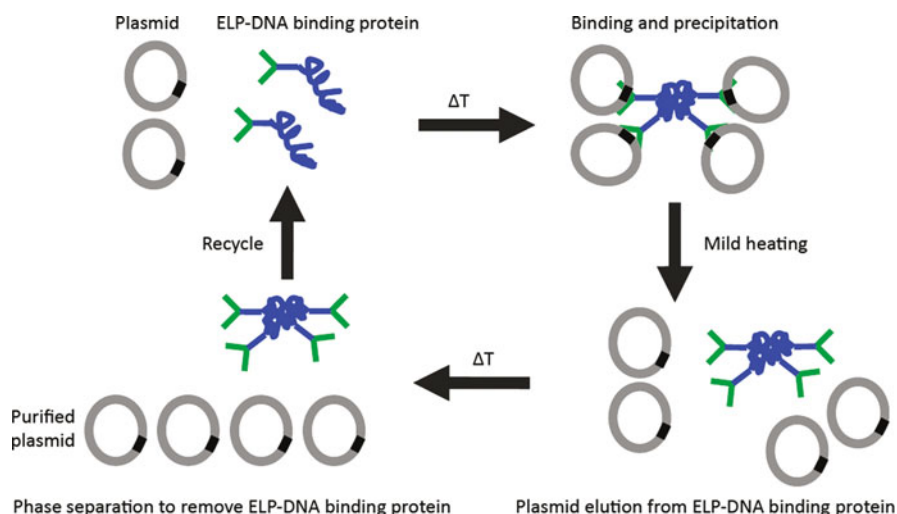 Plasmid
ELP-DNA binding protein
Binding and precipitation
ΔT
Recycle
Mild heating
ΔT
Purified
plasmid
Phase separation to remove ELP-DNA binding protein
Plasmid elution from ELP-DNA binding protein